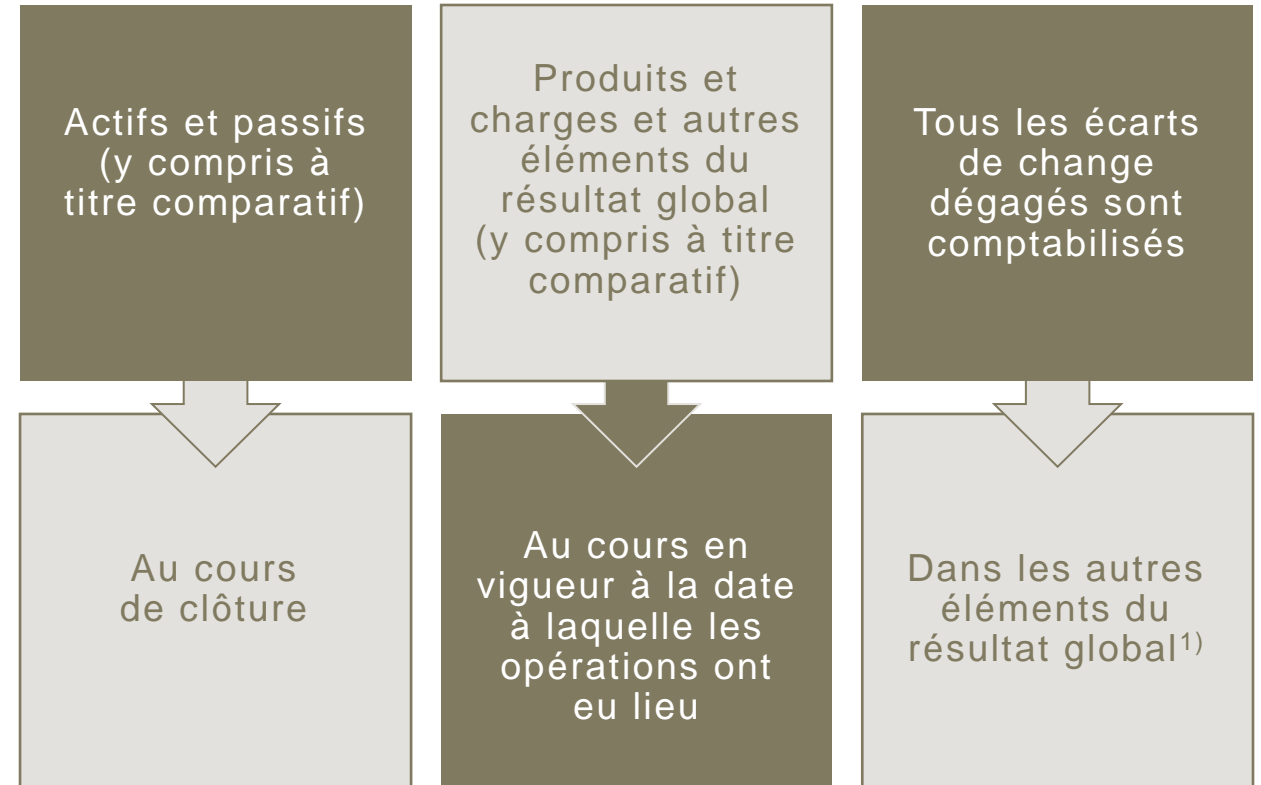 Actifs et passifs
(y compris à
titre comparatif)
Au cours
de clôture
Produits et
charges et autres
éléments du
résultat global
(y compris à titre
comparatif)
Au cours en
vigueur à la date
à laquelle les
opérations ont
eu lieu
Tous les écarts
de change
dégagés sont
comptabilisés
Dans les autres
éléments du
résultat global1)